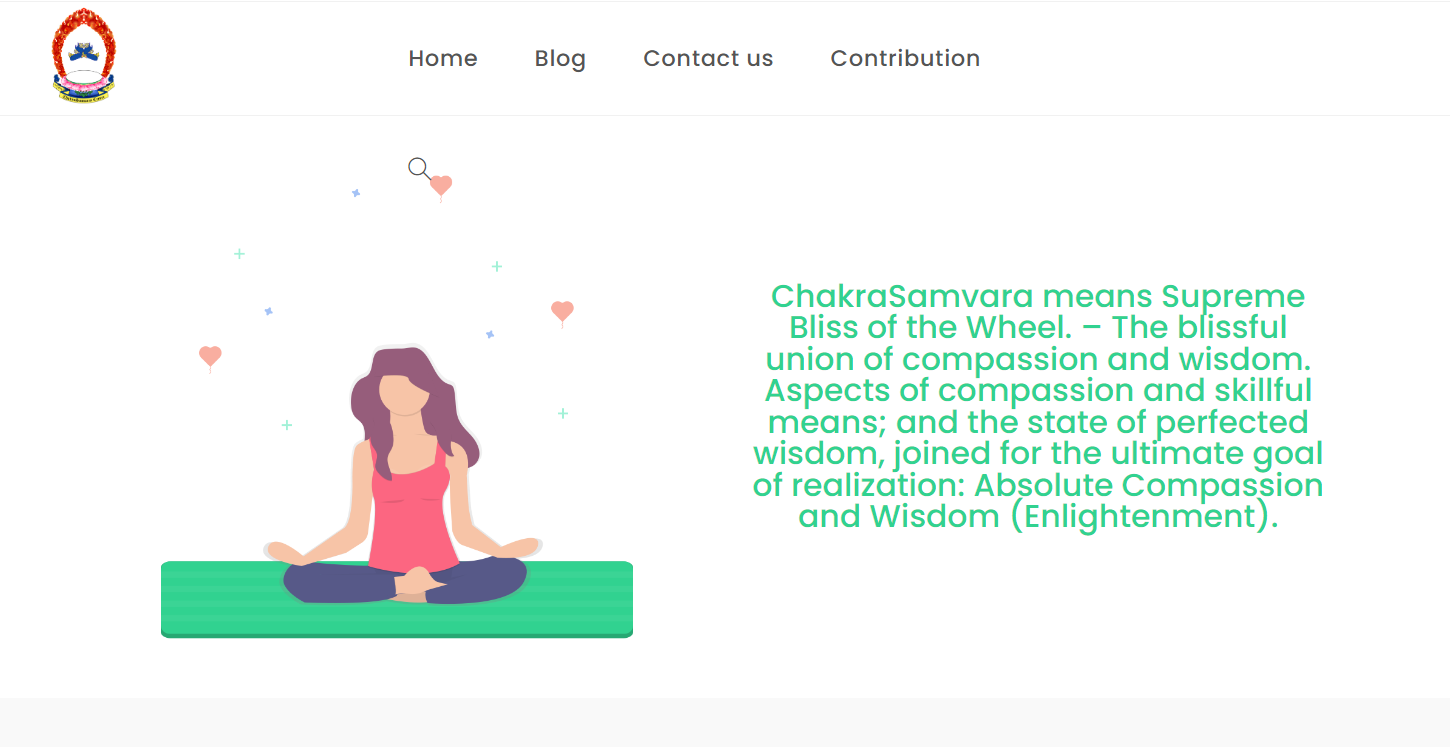 Home Blog Contact us Contribution
ChakraSamvara means Supreme
Bliss of the Wheel. – The blissful
union of compassion and wisdom.
Aspects of compassion and skillful
means; and the state of perfected
wisdom, joined for the ultimate goal
of realization: Absolute Compassion
and Wisdom (Enlightenment).